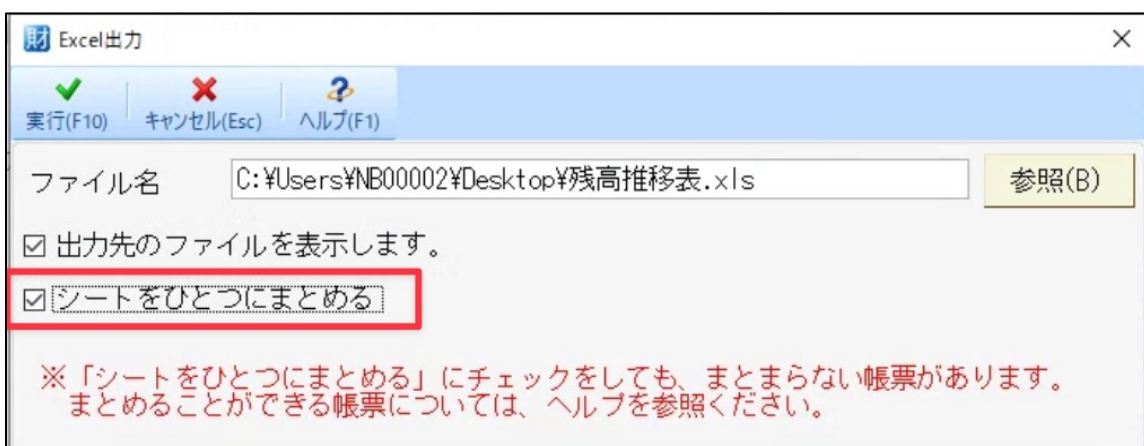 財 Excel出力
実行(F10) キャンセル(Esc) ヘルプ(F1)
ファイル名 C:¥Users¥NB00002¥Desktop¥残高推移表.xls 参照(B)
出力先のファイルを表示します。
シートをひとつにまとめる
※「シートをひとつにまとめる」にチェックをしても、まとまらない帳票があります。
まとめることができる帳票については、ヘルプを参照ください。